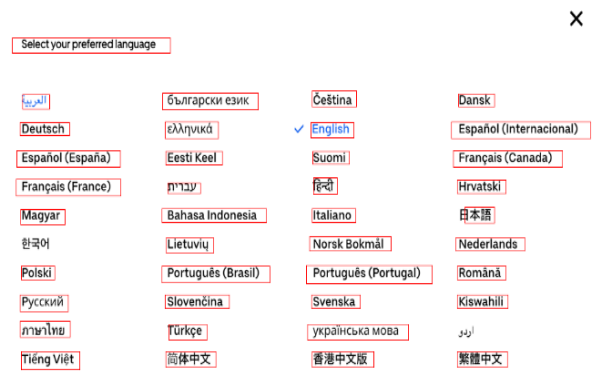 Select your preferred language
العربية български език Čeština Dansk
Deutsch ελληνικά English Español (Internacional)
Español (España) Eesti Keel Suomi Français (Canada)
Français (France) עברית हिन्दी Hrvatski
Magyar Bahasa Indonesia Italiano 日本語
한국어 Lietuvių Norsk Bokmål Nederlands
Polski Português (Brasil) Português (Portugal) Română
Русский Slovenčina Svenska Kiswahili
ภาษาไทย Türkçe українська мова اردو
Tiếng Việt 简体中文 香港中文版 繁體中文